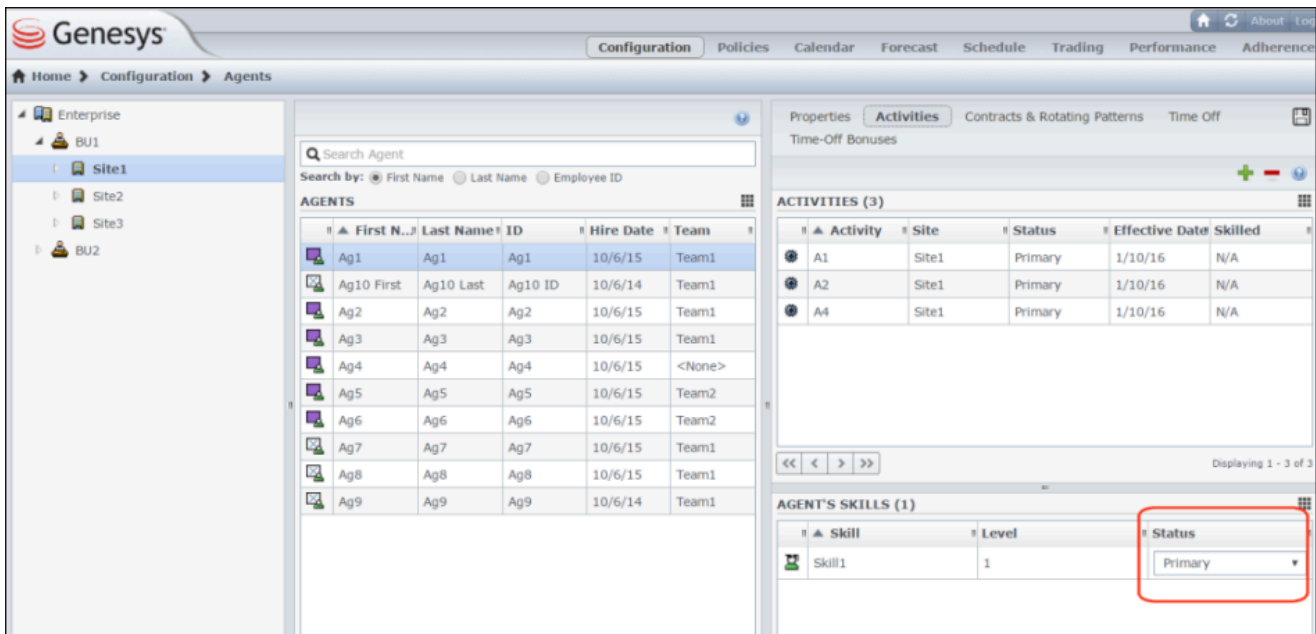 Genesys
About Log
Configuration Policies Calendar Forecast Schedule Trading Performance Adherence
Home Configuration Agents
Enterprise
BU1
Site1
Site2
Site3
BU2
Search Agent
Search by: First Name Last Name Employee ID
AGENTS
First N... Last Name ID Hire Date Team
Ag1 Ag1 Ag1 10/6/15 Team1
Ag10 First Ag10 Last Ag10 ID 10/6/14 Team1
Ag2 Ag2 Ag2 10/6/15 Team1
Ag3 Ag3 Ag3 10/6/15 Team1
Ag4 Ag4 Ag4 10/6/15 <None>
Ag5 Ag5 Ag5 10/6/15 Team2
Ag6 Ag6 Ag6 10/6/15 Team2
Ag7 Ag7 Ag7 10/6/15 Team1
Ag8 Ag8 Ag8 10/6/15 Team1
Ag9 Ag9 Ag9 10/6/14 Team1
Properties Activities Contracts & Rotating Patterns Time Off
Time-Off Bonuses
ACTIVITIES (3)
Activity Site Status Effective Date Skilled
A1 Site1 Primary 1/10/16 N/A
A2 Site1 Primary 1/10/16 N/A
A4 Site1 Primary 1/10/16 N/A
<< < > >> Displaying 1 - 3 of 3
AGENT'S SKILLS (1)
Skill Level Status
Skill1 1 Primary